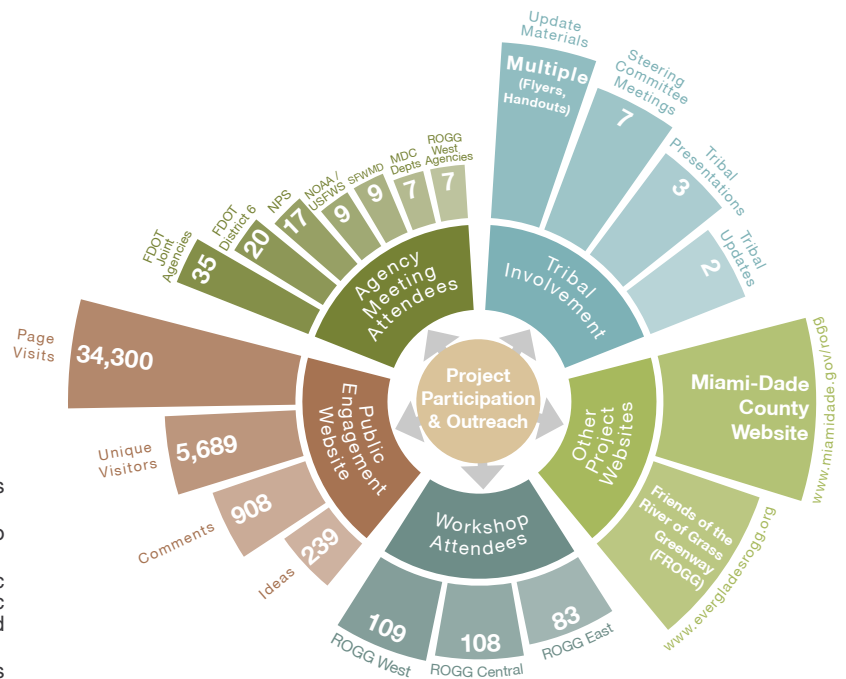 Project
Participation
& Outreach
Tribal
Involvement
Update
Materials
Multiple
(Flyers,
Handouts)
Steering
Committee
Meetings
7
Tribal
Presentations
3
Tribal
Updates
2
Other
Project
Websites
Miami-Dade
County
Website
www.miamidade.gov/rogg
Friends of the
River of Grass
Greenway
(FROGG)
www.evergladesrogg.org
Workshop
Attendees
83
ROGG East
108
ROGG Central
109
ROGG West
Public
Engagement
Website
239
Ideas
908
Comments
5,689
Unique
Visitors
34,300
Page
Visits
Agency
Meeting
Attendees
FDOT
Joint
Agencies
35
FDOT
District 6
20
NPS
17
NOAA /
USFWS
9
SFWMD
9
MDC
Depts
7
ROGG
West
Agencies
7
s
c
c
d
s